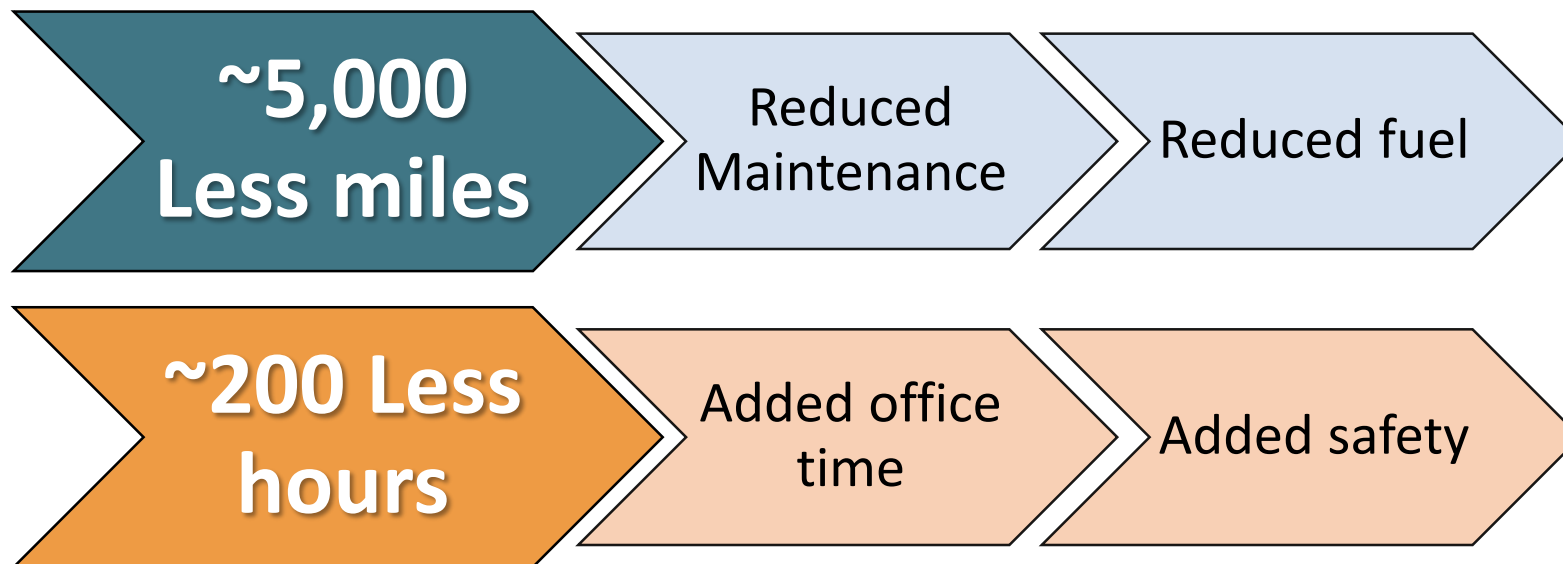 ~5,000
Less miles
Reduced
Maintenance
Reduced fuel
~200 Less
hours
Added office
time
Added safety